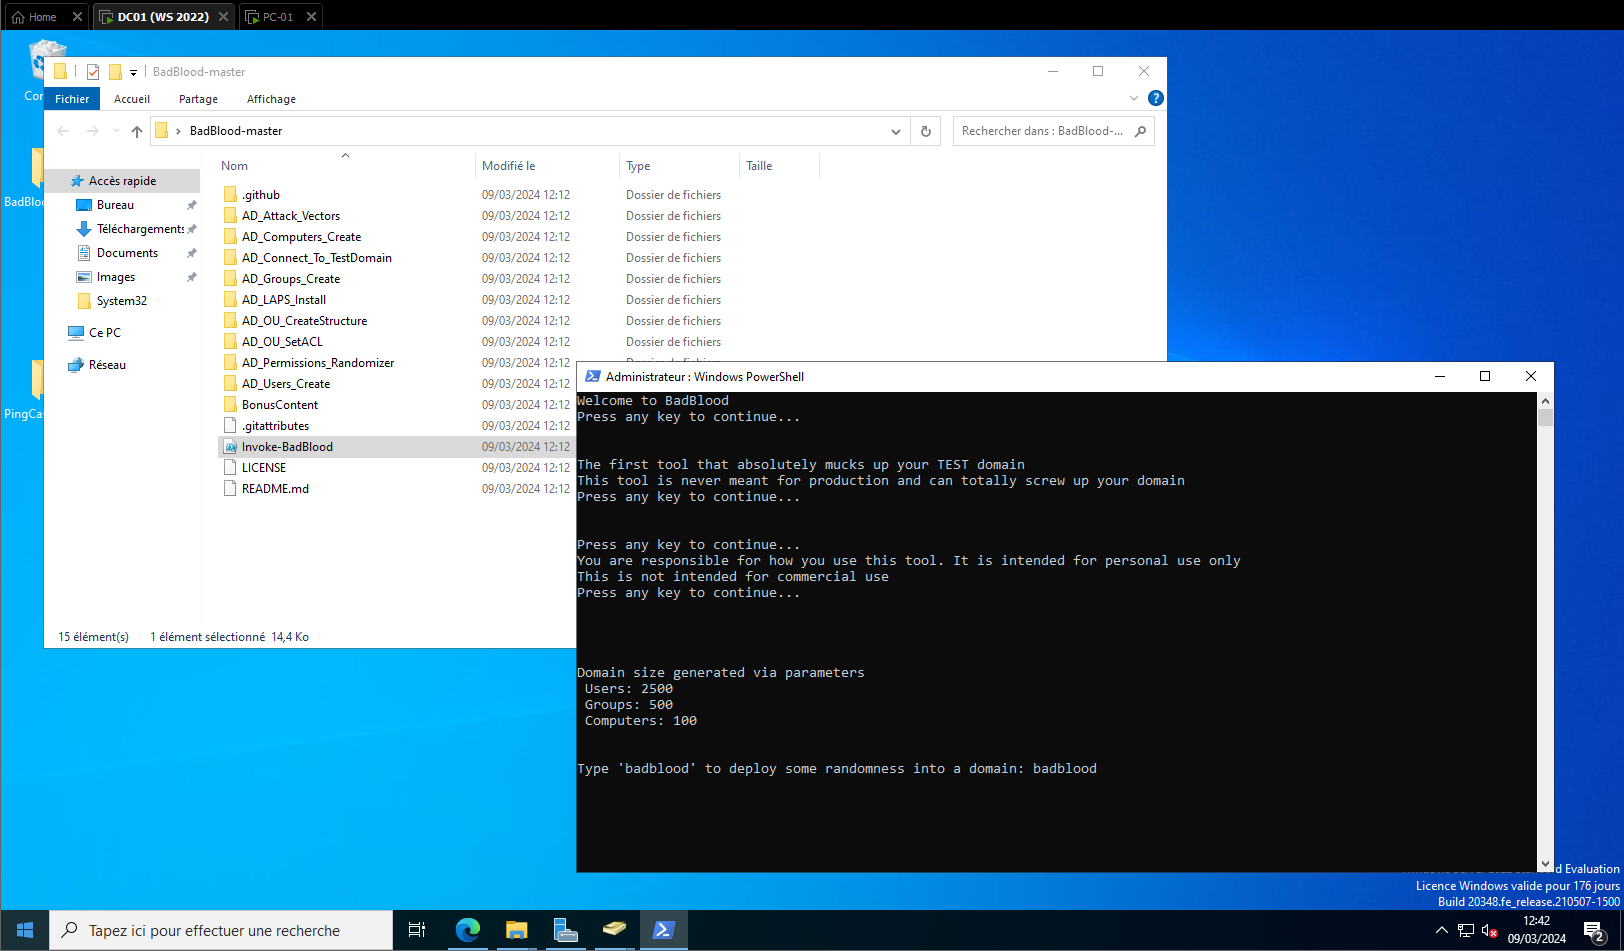 Home
DC01 (WS 2022)
PC-01
BadBlood-master
Fichier
Accueil
Partage
Affichage
BadBlood-master
Rechercher dans : BadBlood-...
Nom
Modifié le
Type
Taille
Accès rapide
Bureau
Téléchargements
Documents
Images
System32
Ce PC
Réseau
.github 09/03/2024 12:12 Dossier de fichiers
AD_Attack_Vectors 09/03/2024 12:12 Dossier de fichiers
AD_Computers_Create 09/03/2024 12:12 Dossier de fichiers
AD_Connect_To_TestDomain 09/03/2024 12:12 Dossier de fichiers
AD_Groups_Create 09/03/2024 12:12 Dossier de fichiers
AD_LAPS_Install 09/03/2024 12:12 Dossier de fichiers
AD_OU_CreateStructure 09/03/2024 12:12 Dossier de fichiers
AD_OU_SetACL 09/03/2024 12:12 Dossier de fichiers
AD_Permissions_Randomizer 09/03/2024 12:12
AD_Users_Create 09/03/2024 12:12
BonusContent 09/03/2024 12:12
.gitattributes 09/03/2024 12:12
Invoke-BadBlood 09/03/2024 12:12
LICENSE 09/03/2024 12:12
README.md 09/03/2024 12:12
15 élément(s)
1 élément sélectionné 14,4 Ko
Administrateur : Windows PowerShell
Welcome to BadBlood
Press any key to continue...
The first tool that absolutely mucks up your TEST domain
This tool is never meant for production and can totally screw up your domain
Press any key to continue...
Press any key to continue...
You are responsible for how you use this tool. It is intended for personal use only
This is not intended for commercial use
Press any key to continue...
Domain size generated via parameters
Users: 2500
Groups: 500
Computers: 100
Type 'badblood' to deploy some randomness into a domain: badblood
Evaluation
Licence Windows valide pour 176 jours
Build 20348.fe_release.210507-1500
Tapez ici pour effectuer une recherche
12:42
09/03/2024
2